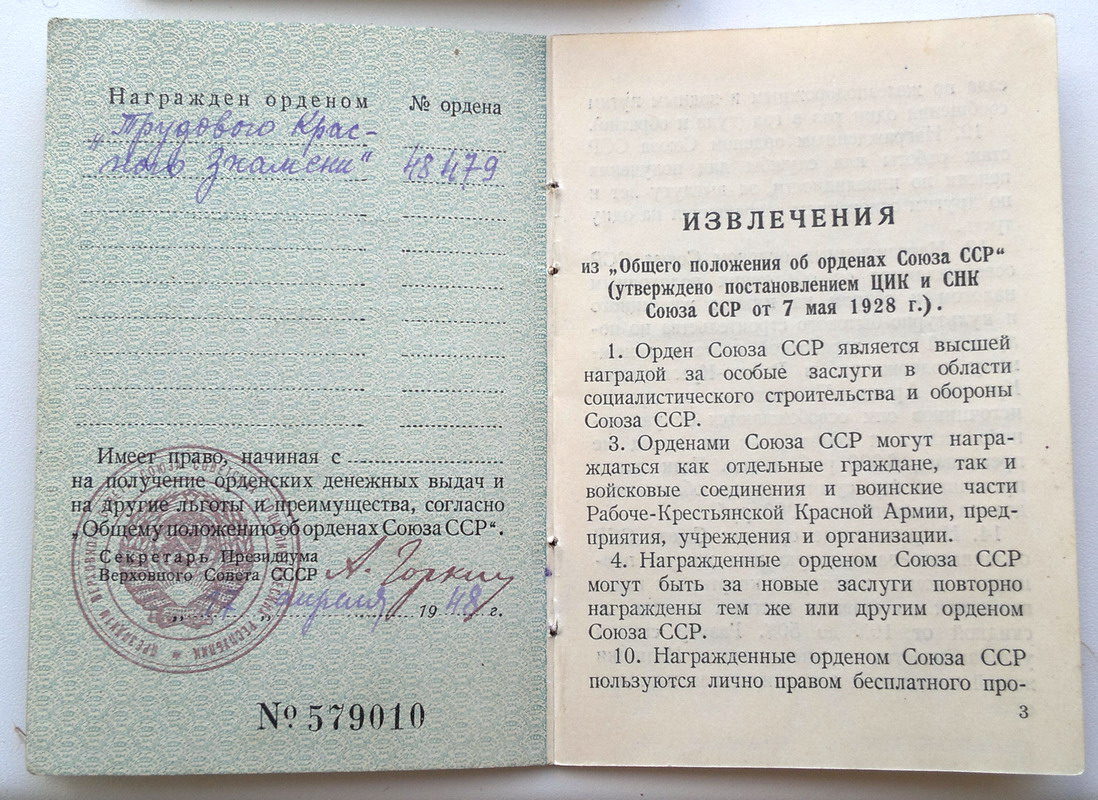 Награжден орденом № ордена
„Трудового Крас-
ного Знамени“ 48479
Имеет право, начиная с
на получение орденских денежных выдач и
на другие льготы и преимущества, согласно
„Общему положению об орденах Союза ССР“.
Секретарь Президиума
Верховного Совета СССР А. Горкин
апреля 1948 г.
№ 579010
ИЗВЛЕЧЕНИЯ
из „Общего положения об орденах Союза ССР“
(утверждено постановлением ЦИК и СНК
Союза ССР от 7 мая 1928 г.).
1. Орден Союза ССР является высшей
наградой за особые заслуги в области
социалистического строительства и обороны
Союза ССР.
3. Орденами Союза ССР могут награ-
ждаться как отдельные граждане, так и
войсковые соединения и воинские части
Рабоче-Крестьянской Красной Армии, пред-
приятия, учреждения и организации.
4. Награжденные орденом Союза ССР
могут быть за новые заслуги повторно
награждены тем же или другим орденом
Союза ССР.
10. Награжденные орденом Союза ССР
пользуются лично правом бесплатного про-
3